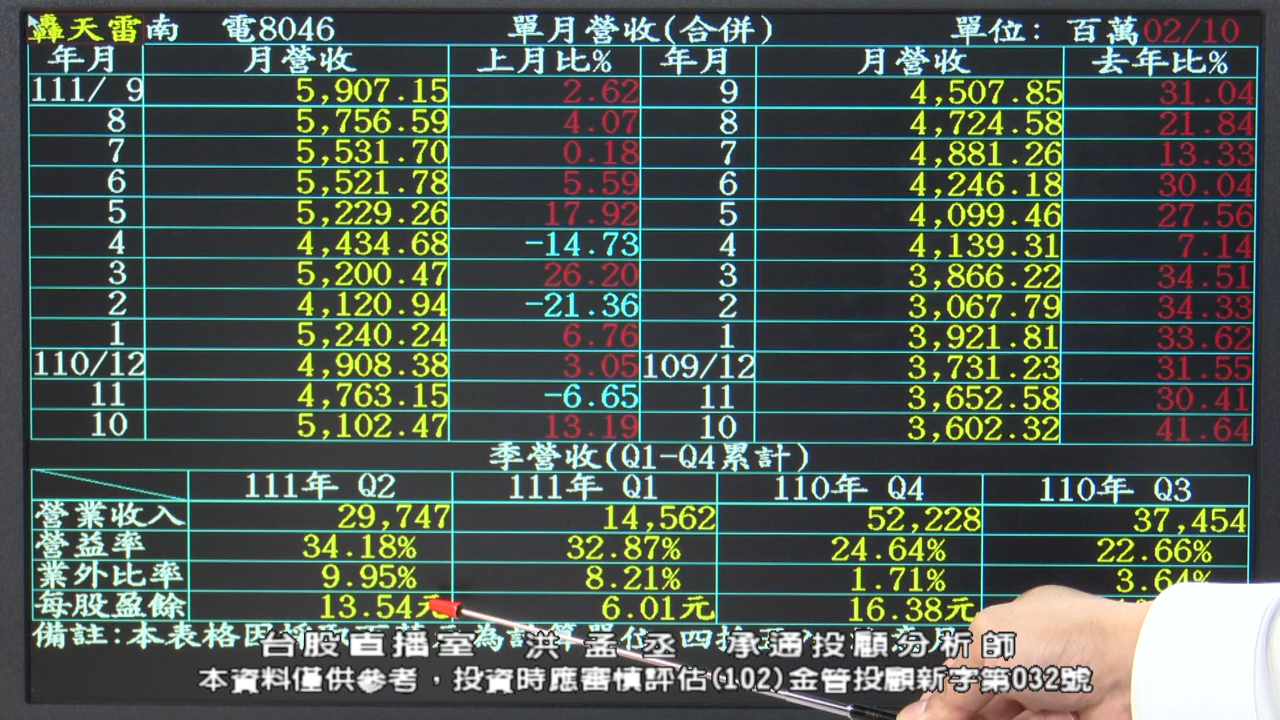 轟天雷南 電8046 單月營收(合併) 單位: 百萬02/10
年月 月營收 上月比% 年月 月營收 去年比%
111/ 9 5,907.15 2.62 9 4,507.85 31.04
8 5,756.59 4.07 8 4,724.58 21.84
7 5,531.70 0.18 7 4,881.26 13.33
6 5,521.78 5.59 6 4,246.18 30.04
5 5,229.26 17.92 5 4,099.46 27.56
4 4,434.68 -14.73 4 4,139.31 7.14
3 5,200.47 26.20 3 3,866.22 34.51
2 4,120.94 -21.36 2 3,067.79 34.33
1 5,240.24 6.76 1 3,921.81 33.62
110/12 4,908.38 3.05 109/12 3,731.23 31.55
11 4,763.15 -6.65 11 3,652.58 30.41
10 5,102.47 13.19 10 3,602.32 41.64
季營收(Q1-Q4累計)
111年 Q2 111年 Q1 110年 Q4 110年 Q3
營業收入 29,747 14,562 52,228 37,454
營益率 34.18% 32.87% 24.64% 22.66%
業外比率 9.95% 8.21% 1.71% 3.64%
每股盈餘 13.54元 6.01元 16.38元
備註:本表格因
台股直播室 洪孟丞 承通投顧分析師
本資料僅供參考，投資時應審慎評估(102)金管投顧新字第032號